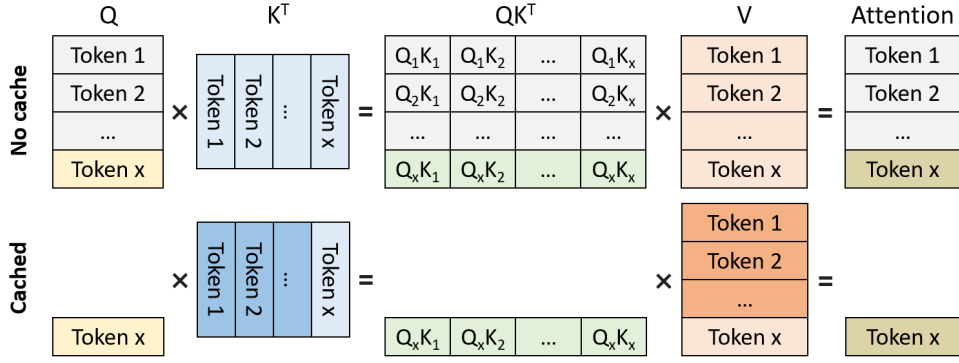 Q K^T QK^T V Attention
No cache
Token 1
Token 2
...
Token x
×
Token 1
Token 2
...
Token x
=
Q₁K₁ Q₁K₂ ... Q₁Kₓ
Q₂K₁ Q₂K₂ ... Q₂Kₓ
... ... ... ...
QₓK₁ QₓK₂ ... QₓKₓ
×
Token 1
Token 2
...
Token x
=
Token 1
Token 2
...
Token x
Cached
Token x
×
Token 1
Token 2
...
Token x
=
QₓK₁ QₓK₂ ... QₓKₓ
×
Token 1
Token 2
...
Token x
=
Token x